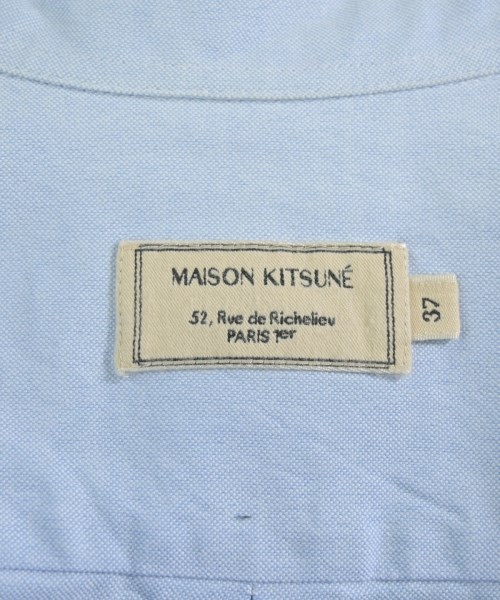 MAISON KITSUNÉ
52, Rue de Richelieu
PARIS 1er
37